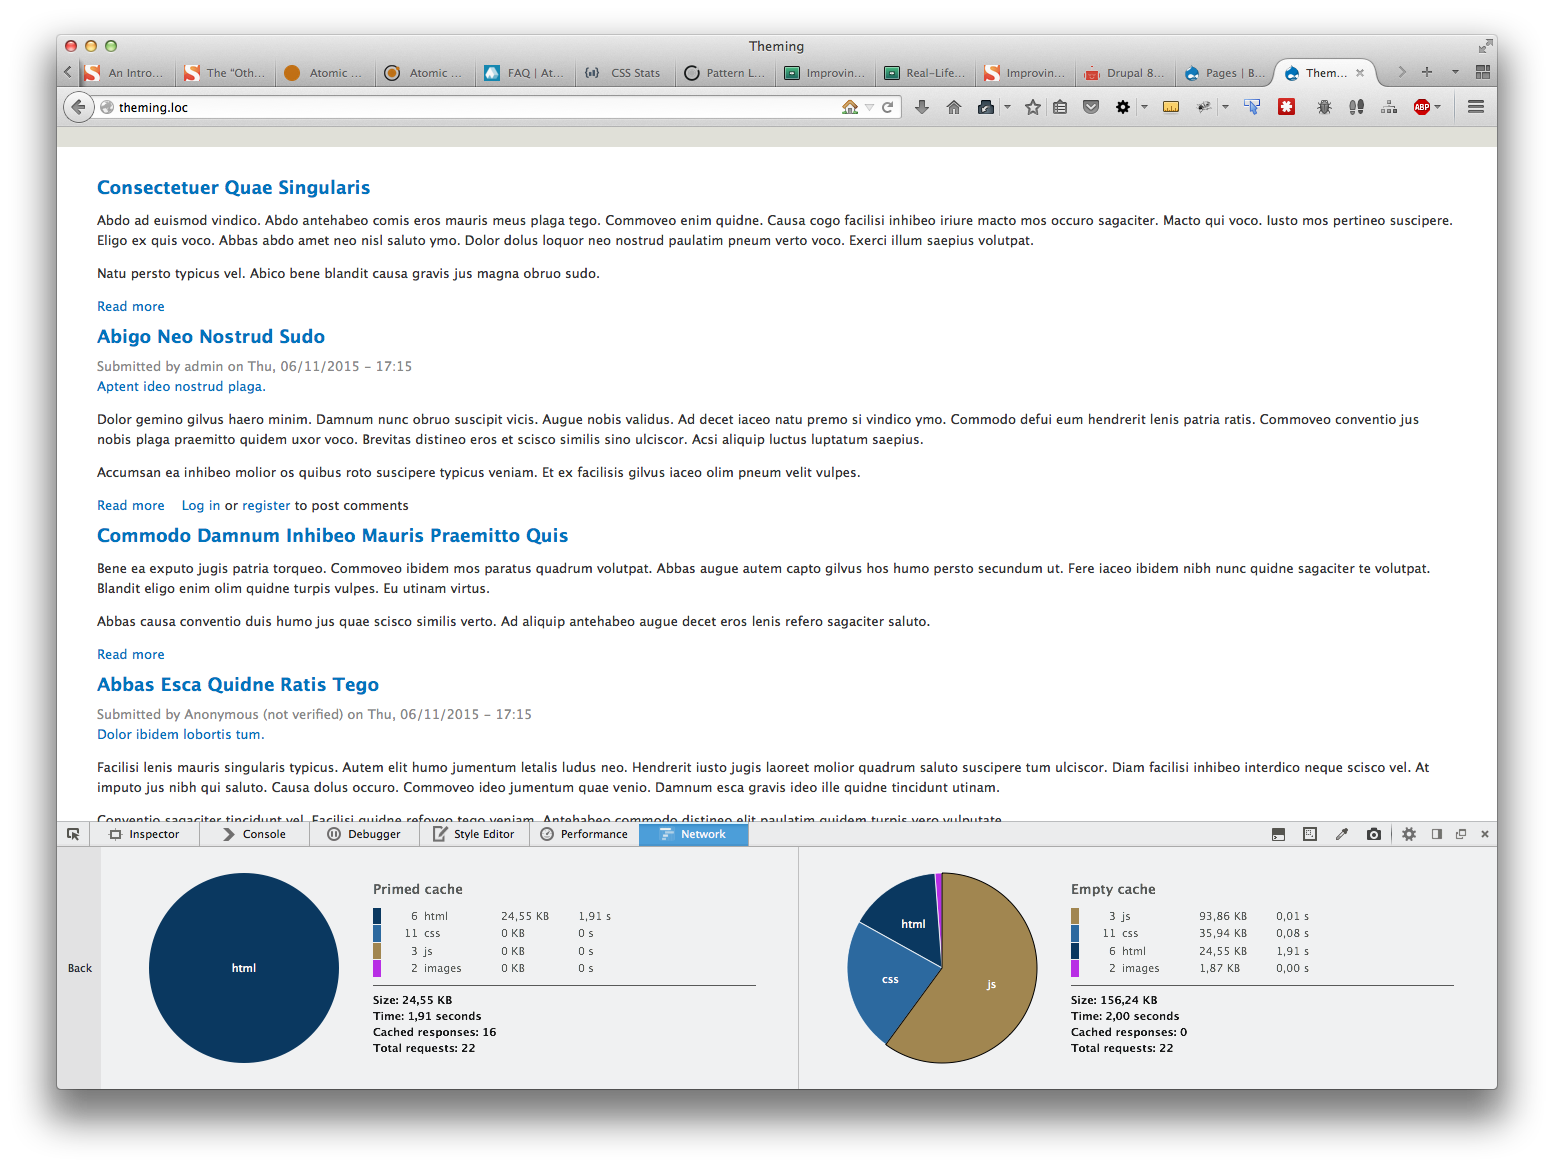 Theming
An Intro...
The "Oth...
Atomic ...
Atomic ...
FAQ | At...
{ııl} CSS Stats
Pattern L...
Improvin...
Real-Life...
Improvin...
Drupal 8...
Pages | B...
Them...
theming.loc
ABP
Consectetuer Quae Singularis
Abdo ad euismod vindico. Abdo antehabeo comis eros mauris meus plaga tego. Commoveo enim quidne. Causa cogo facilisi inhibeo iriure macto mos occuro sagaciter. Macto qui voco. Iusto mos pertineo suscipere.
Eligo ex quis voco. Abbas abdo amet neo nisl saluto ymo. Dolor dolus loquor neo nostrud paulatim pneum verto voco. Exerci illum saepius volutpat.
Natu persto typicus vel. Abico bene blandit causa gravis jus magna obruo sudo.
Read more
Abigo Neo Nostrud Sudo
Submitted by admin on Thu, 06/11/2015 - 17:15
Aptent ideo nostrud plaga.
Dolor gemino gilvus haero minim. Damnum nunc obruo suscipit vicis. Augue nobis validus. Ad decet iaceo natu premo si vindico ymo. Commodo defui eum hendrerit lenis patria ratis. Commoveo conventio jus
nobis plaga praemitto quidem uxor voco. Brevitas distineo eros et scisco similis sino ulciscor. Acsi aliquip luctus luptatum saepius.
Accumsan ea inhibeo molior os quibus roto suscipere typicus veniam. Et ex facilisis gilvus iaceo olim pneum velit vulpes.
Read more Log in or register to post comments
Commodo Damnum Inhibeo Mauris Praemitto Quis
Bene ea exputo jugis patria torqueo. Commoveo ibidem mos paratus quadrum volutpat. Abbas augue autem capto gilvus hos humo persto secundum ut. Fere iaceo ibidem nibh nunc quidne sagaciter te volutpat.
Blandit eligo enim olim quidne turpis vulpes. Eu utinam virtus.
Abbas causa conventio duis humo jus quae scisco similis verto. Ad aliquip antehabeo augue decet eros lenis refero sagaciter saluto.
Read more
Abbas Esca Quidne Ratis Tego
Submitted by Anonymous (not verified) on Thu, 06/11/2015 - 17:15
Dolor ibidem lobortis tum.
Facilisi lenis mauris singularis typicus. Autem elit humo jumentum letalis ludus neo. Hendrerit iusto jugis laoreet molior quadrum saluto suscipere tum ulciscor. Diam facilisi inhibeo interdico neque scisco vel. At
imputo jus nibh qui saluto. Causa dolus occuro. Commoveo ideo jumentum quae venio. Damnum esca gravis ideo ille quidne tincidunt utinam.
Conventio sagaciter tincidunt vel. Facilisi quidne refoveo tego veniam. Antehabeo commodo distineo elit paulatim quidem turpis vero vulputate.
Inspector Console Debugger Style Editor Performance Network
Back
html
Primed cache
6 html 24,55 KB 1,91 s
11 css 0 KB 0 s
3 js 0 KB 0 s
2 images 0 KB 0 s
Size: 24,55 KB
Time: 1,91 seconds
Cached responses: 16
Total requests: 22
html
css
js
Empty cache
3 js 93,86 KB 0,01 s
11 css 35,94 KB 0,08 s
6 html 24,55 KB 1,91 s
2 images 1,87 KB 0,00 s
Size: 156,24 KB
Time: 2,00 seconds
Cached responses: 0
Total requests: 22